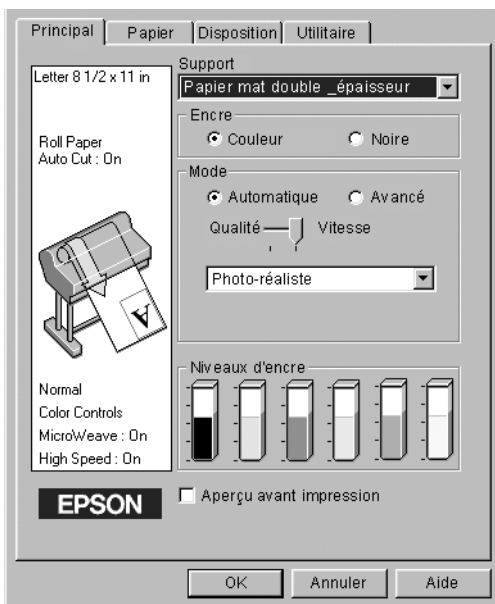 Principal Papier Disposition Utilitaire
Letter 8 1/2 x 11 in
Roll Paper
Auto Cut : On
A
Normal
Color Controls
MicroWeave : On
High Speed : On
EPSON
Support
Papier mat double _épaisseur
Encre
Couleur Noire
Mode
Automatique Avancé
Qualité Vitesse
Photo-réaliste
Niveaux d'encre
Aperçu avant impression
OK Annuler Aide